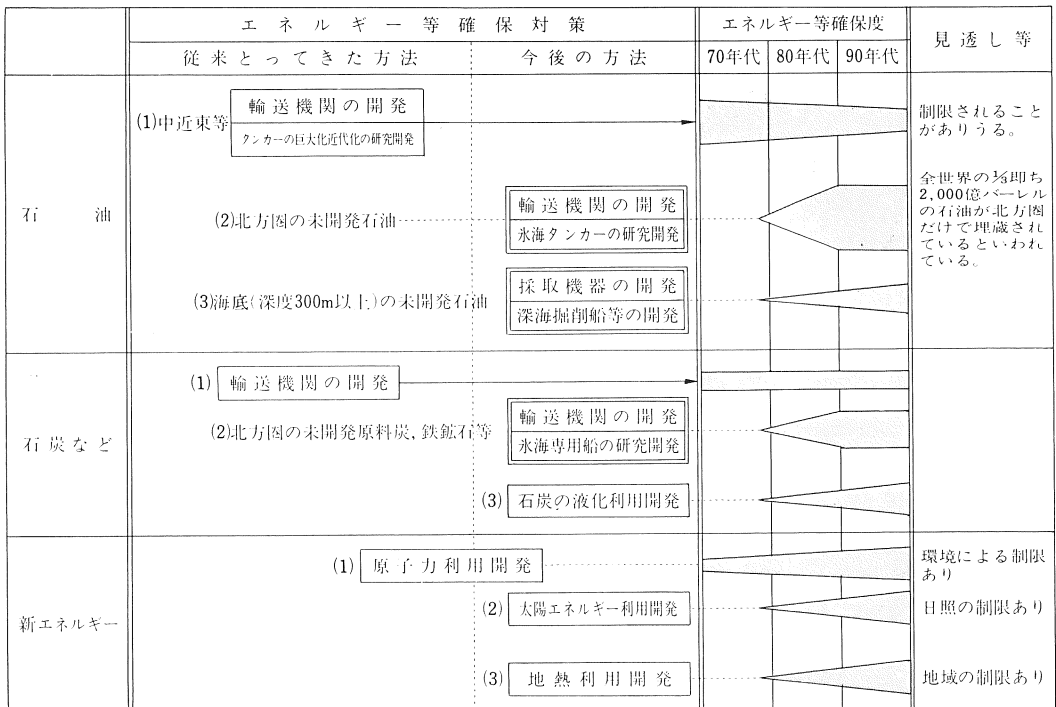 エネルギー等確保対策
エネルギー等確保度
見透し等
従来とってきた方法
今後の方法
70年代
80年代
90年代
石油
(1)中近東等
輸送機関の開発
タンカーの巨大化近代化の研究開発
制限されること
がありうる。
(2)北方圏の未開発石油
輸送機関の開発
氷海タンカーの研究開発
全世界の⅓即ち
2,000億バーレル
の石油が北方圏
だけで埋蔵され
ているといわれ
ている。
(3)海底(深度300m以上)の未開発石油
採取機器の開発
深海掘削船等の開発
石炭など
(1)
輸送機関の開発
(2)北方圏の未開発原料炭,鉄鉱石等
輸送機関の開発
氷海専用船の研究開発
(3)
石炭の液化利用開発
新エネルギー
(1)
原子力利用開発
環境による制限
あり
(2)
太陽エネルギー利用開発
日照の制限あり
(3)
地熱利用開発
地域の制限あり